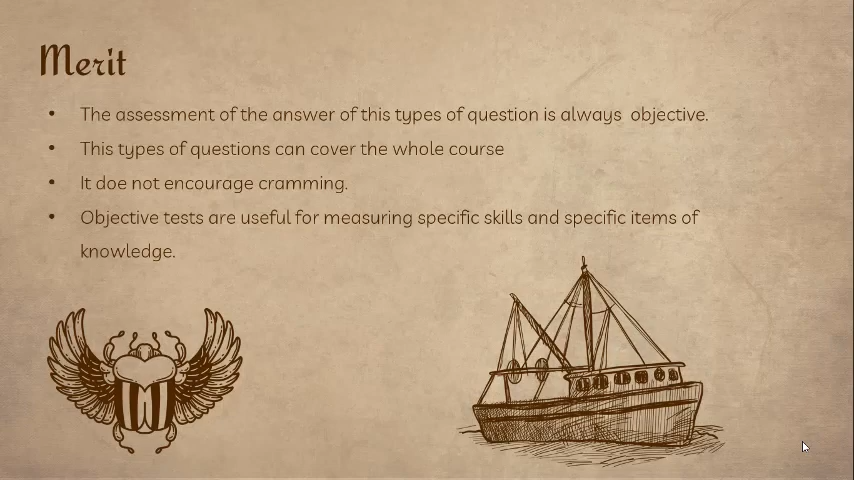 Merit
• The assessment of the answer of this types of question is always  objective.
• This types of questions can cover the whole course
• It doe not encourage cramming.
• Objective tests are useful for measuring specific skills and specific items of
knowledge.